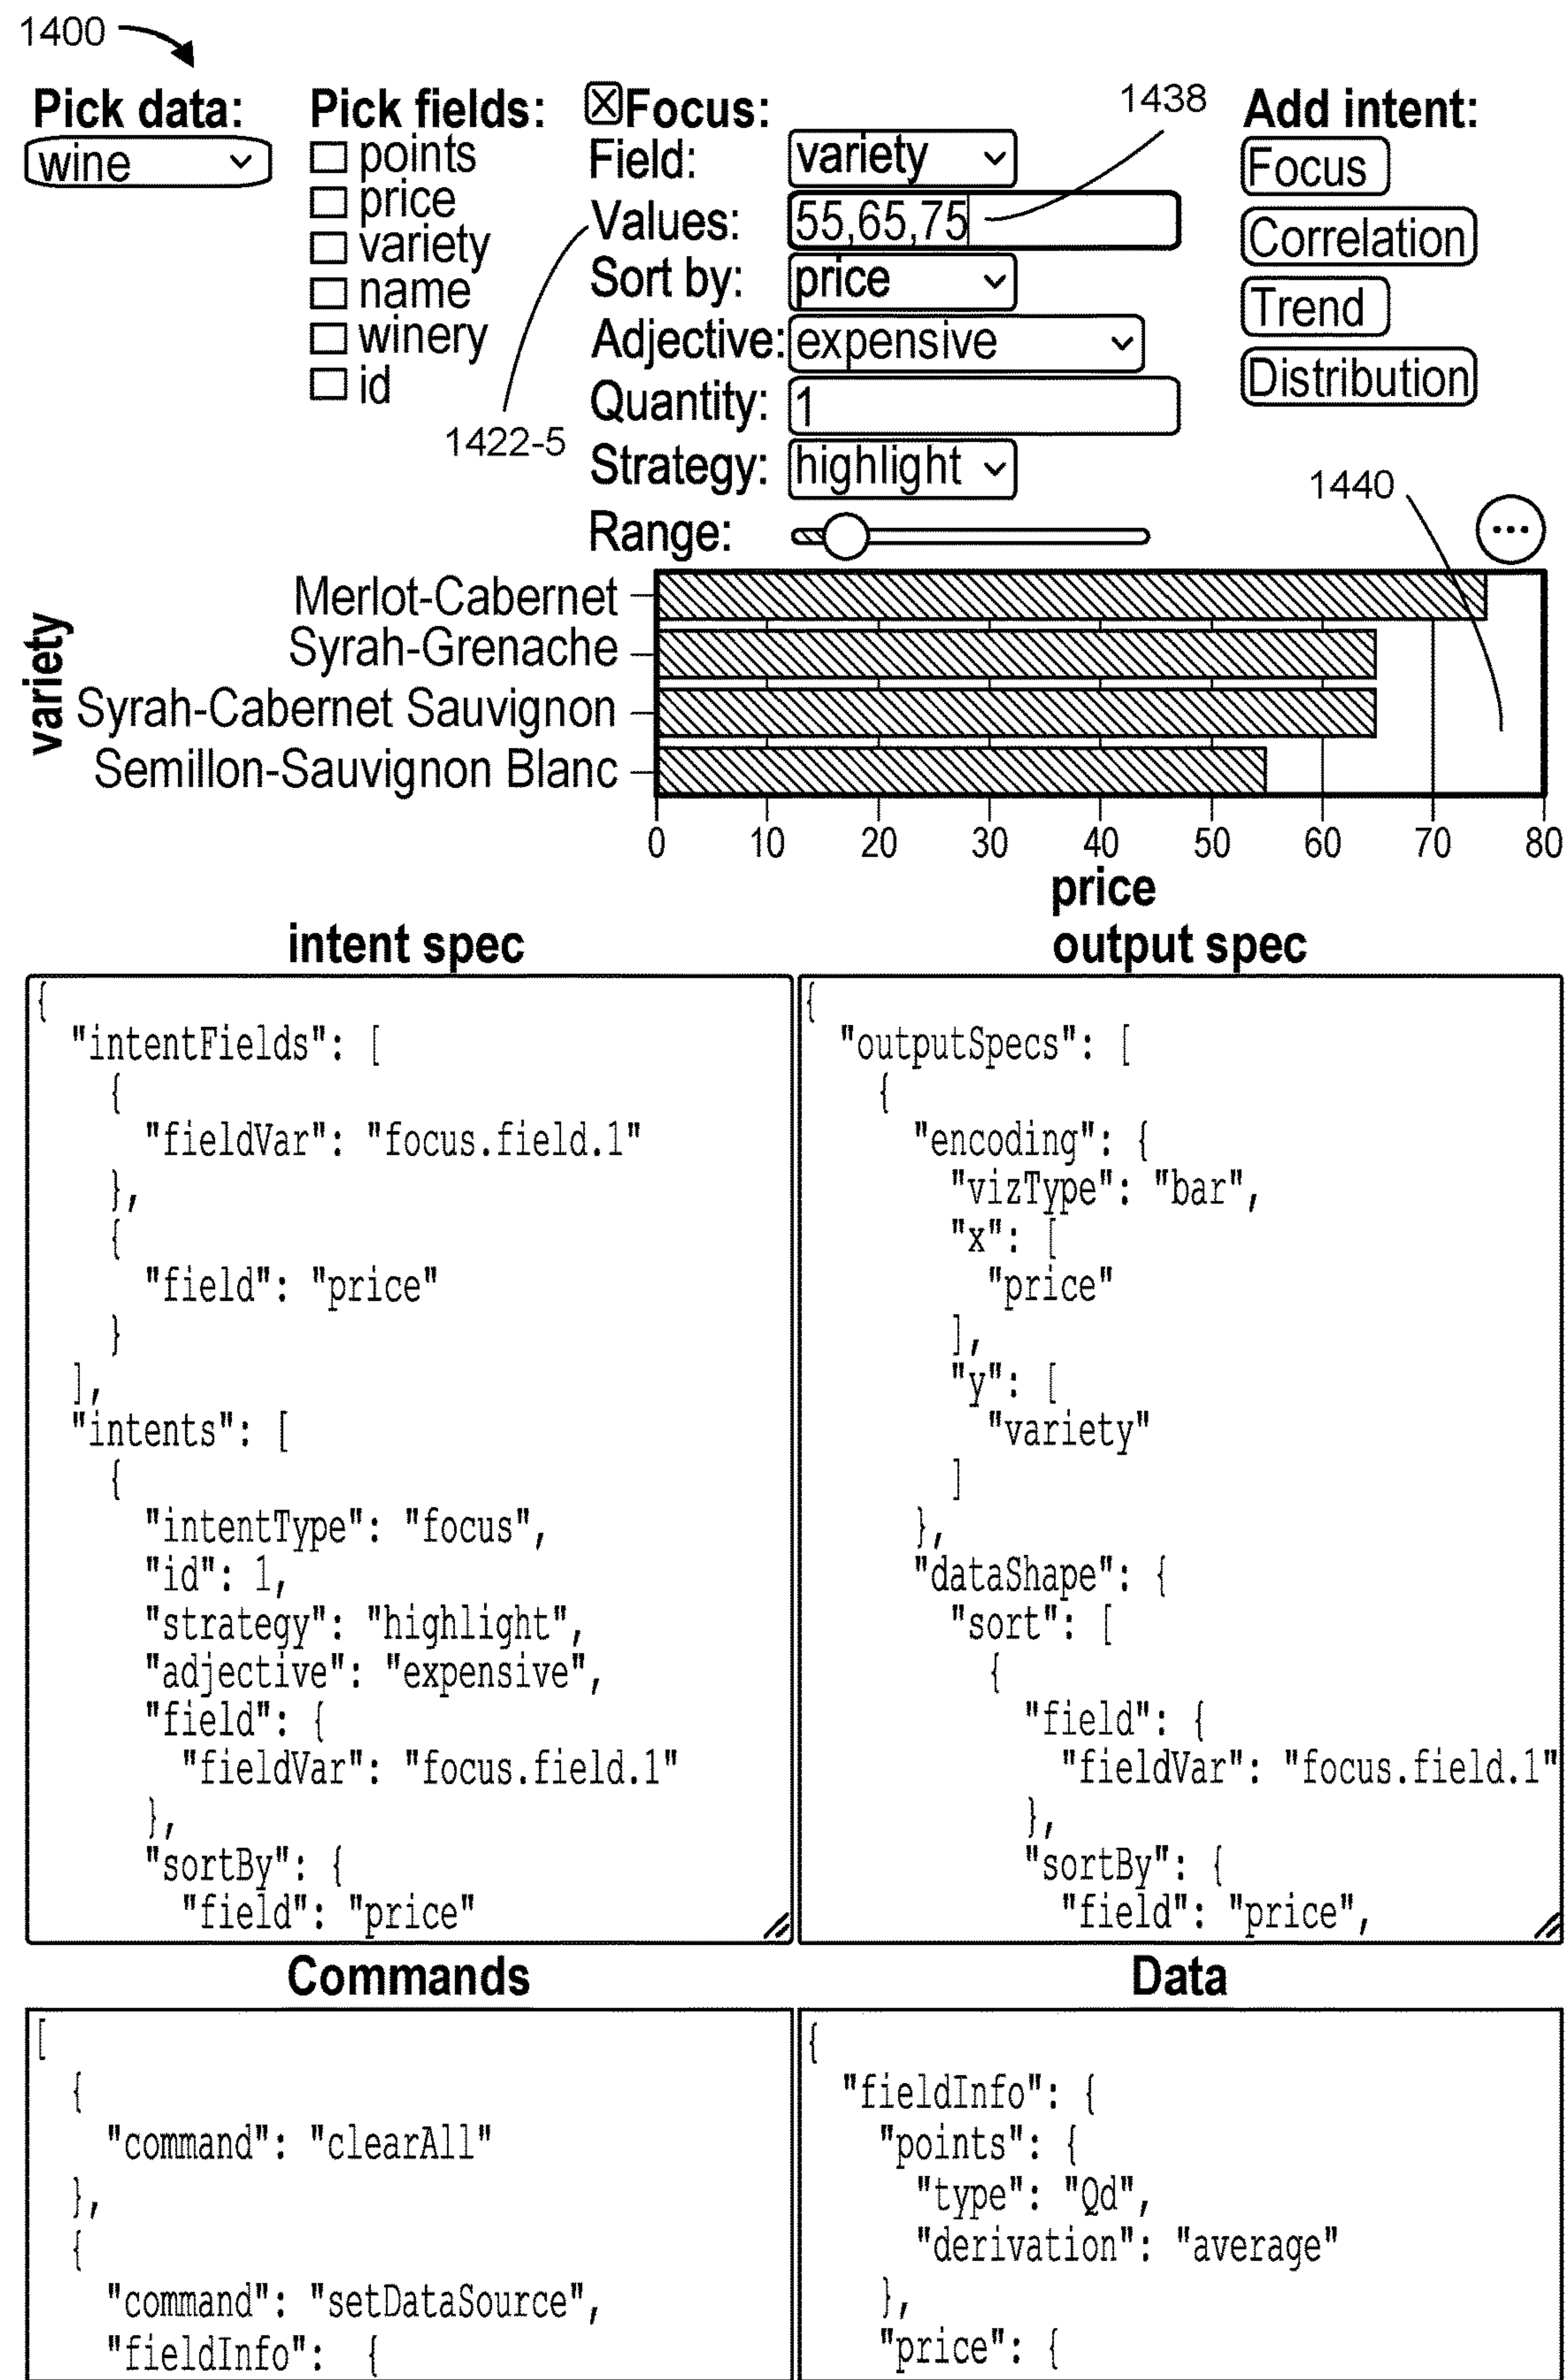 1400
Pick data:
wine
Pick fields:
points
price
variety
name
winery
id
Focus:
Field: variety
Values: 55,65,75
Sort by: price
Adjective: expensive
Quantity: 1
Strategy: highlight
Range:
1438
1422-5
Add intent:
Focus
Correlation
Trend
Distribution
1440
...
variety
Merlot-Cabernet
Syrah-Grenache
Syrah-Cabernet Sauvignon
Semillon-Sauvignon Blanc
0 10 20 30 40 50 60 70 80
price
intent spec
{
"intentFields": [
{
"fieldVar": "focus.field.1"
},
{
"field": "price"
}
],
"intents": [
{
"intentType": "focus",
"id": 1,
"strategy": "highlight",
"adjective": "expensive",
"field": {
"fieldVar": "focus.field.1"
},
"sortBy": {
"field": "price"
output spec
{
"outputSpecs": [
{
"encoding": {
"vizType": "bar",
"x": [
"price"
],
"y": [
"variety"
]
},
"dataShape": {
"sort": [
{
"field": {
"fieldVar": "focus.field.1"
},
"sortBy": {
"field": "price",
Commands
[
{
"command": "clearAll"
},
{
"command": "setDataSource",
"fieldInfo": {
Data
{
"fieldInfo": {
"points": {
"type": "Qd",
"derivation": "average"
},
"price": {